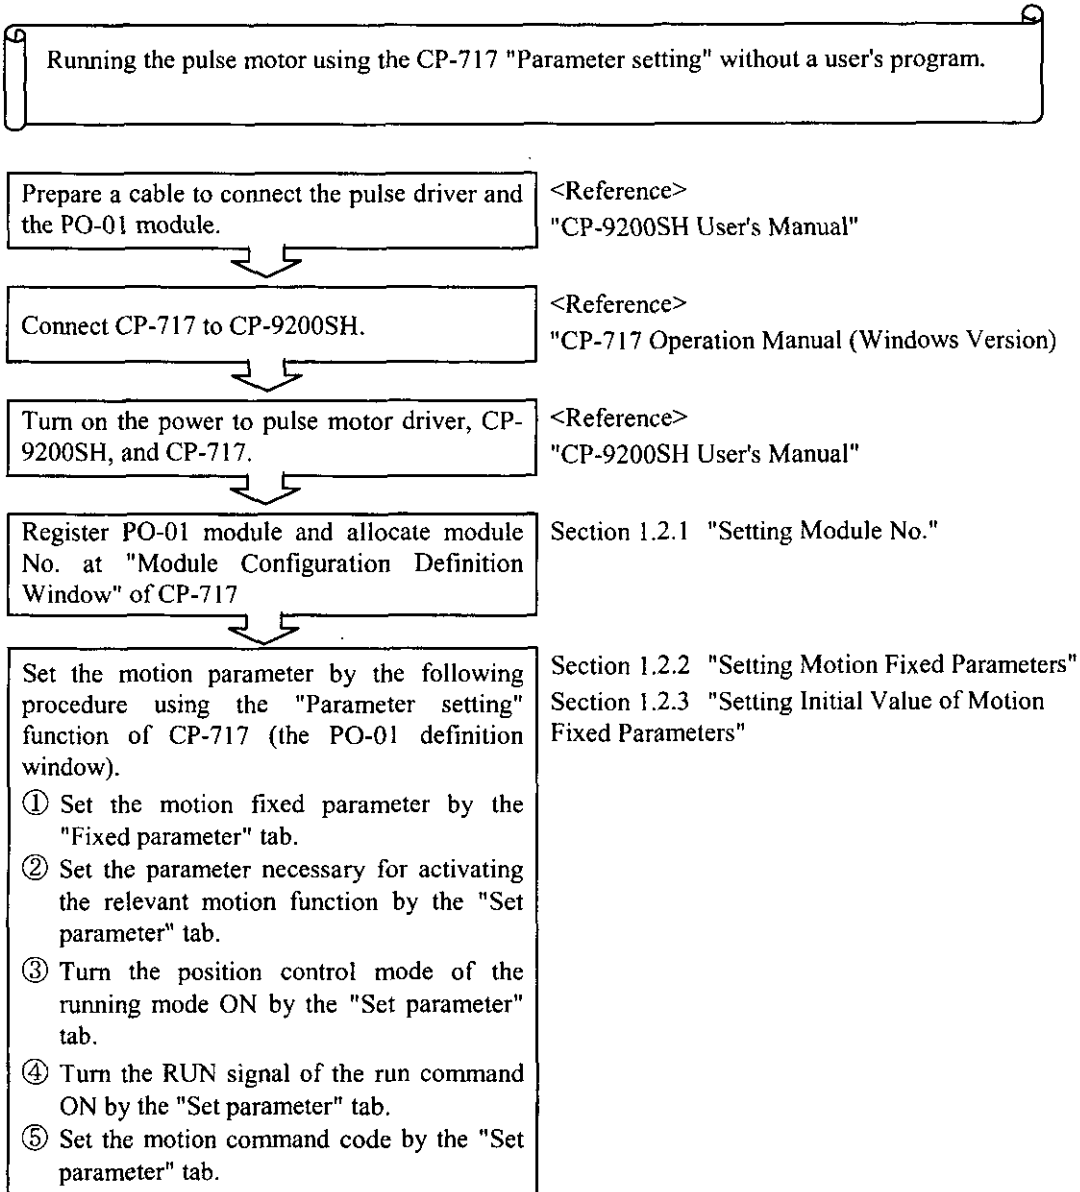 Running the pulse motor using the CP-717 "Parameter setting" without a user's program.
Prepare a cable to connect the pulse driver and
the PO-01 module.
<Reference>
"CP-9200SH User's Manual"
Connect CP-717 to CP-9200SH.
<Reference>
"CP-717 Operation Manual (Windows Version)
Turn on the power to pulse motor driver, CP-
9200SH, and CP-717.
<Reference>
"CP-9200SH User's Manual"
Register PO-01 module and allocate module
No. at "Module Configuration Definition
Window" of CP-717
Section 1.2.1 "Setting Module No."
Set the motion parameter by the following
procedure using the "Parameter setting"
function of CP-717 (the PO-01 definition
window).
① Set the motion fixed parameter by the
"Fixed parameter" tab.
② Set the parameter necessary for activating
the relevant motion function by the "Set
parameter" tab.
③ Turn the position control mode of the
running mode ON by the "Set parameter"
tab.
④ Turn the RUN signal of the run command
ON by the "Set parameter" tab.
⑤ Set the motion command code by the "Set
parameter" tab.
Section 1.2.2 "Setting Motion Fixed Parameters"
Section 1.2.3 "Setting Initial Value of Motion
Fixed Parameters"